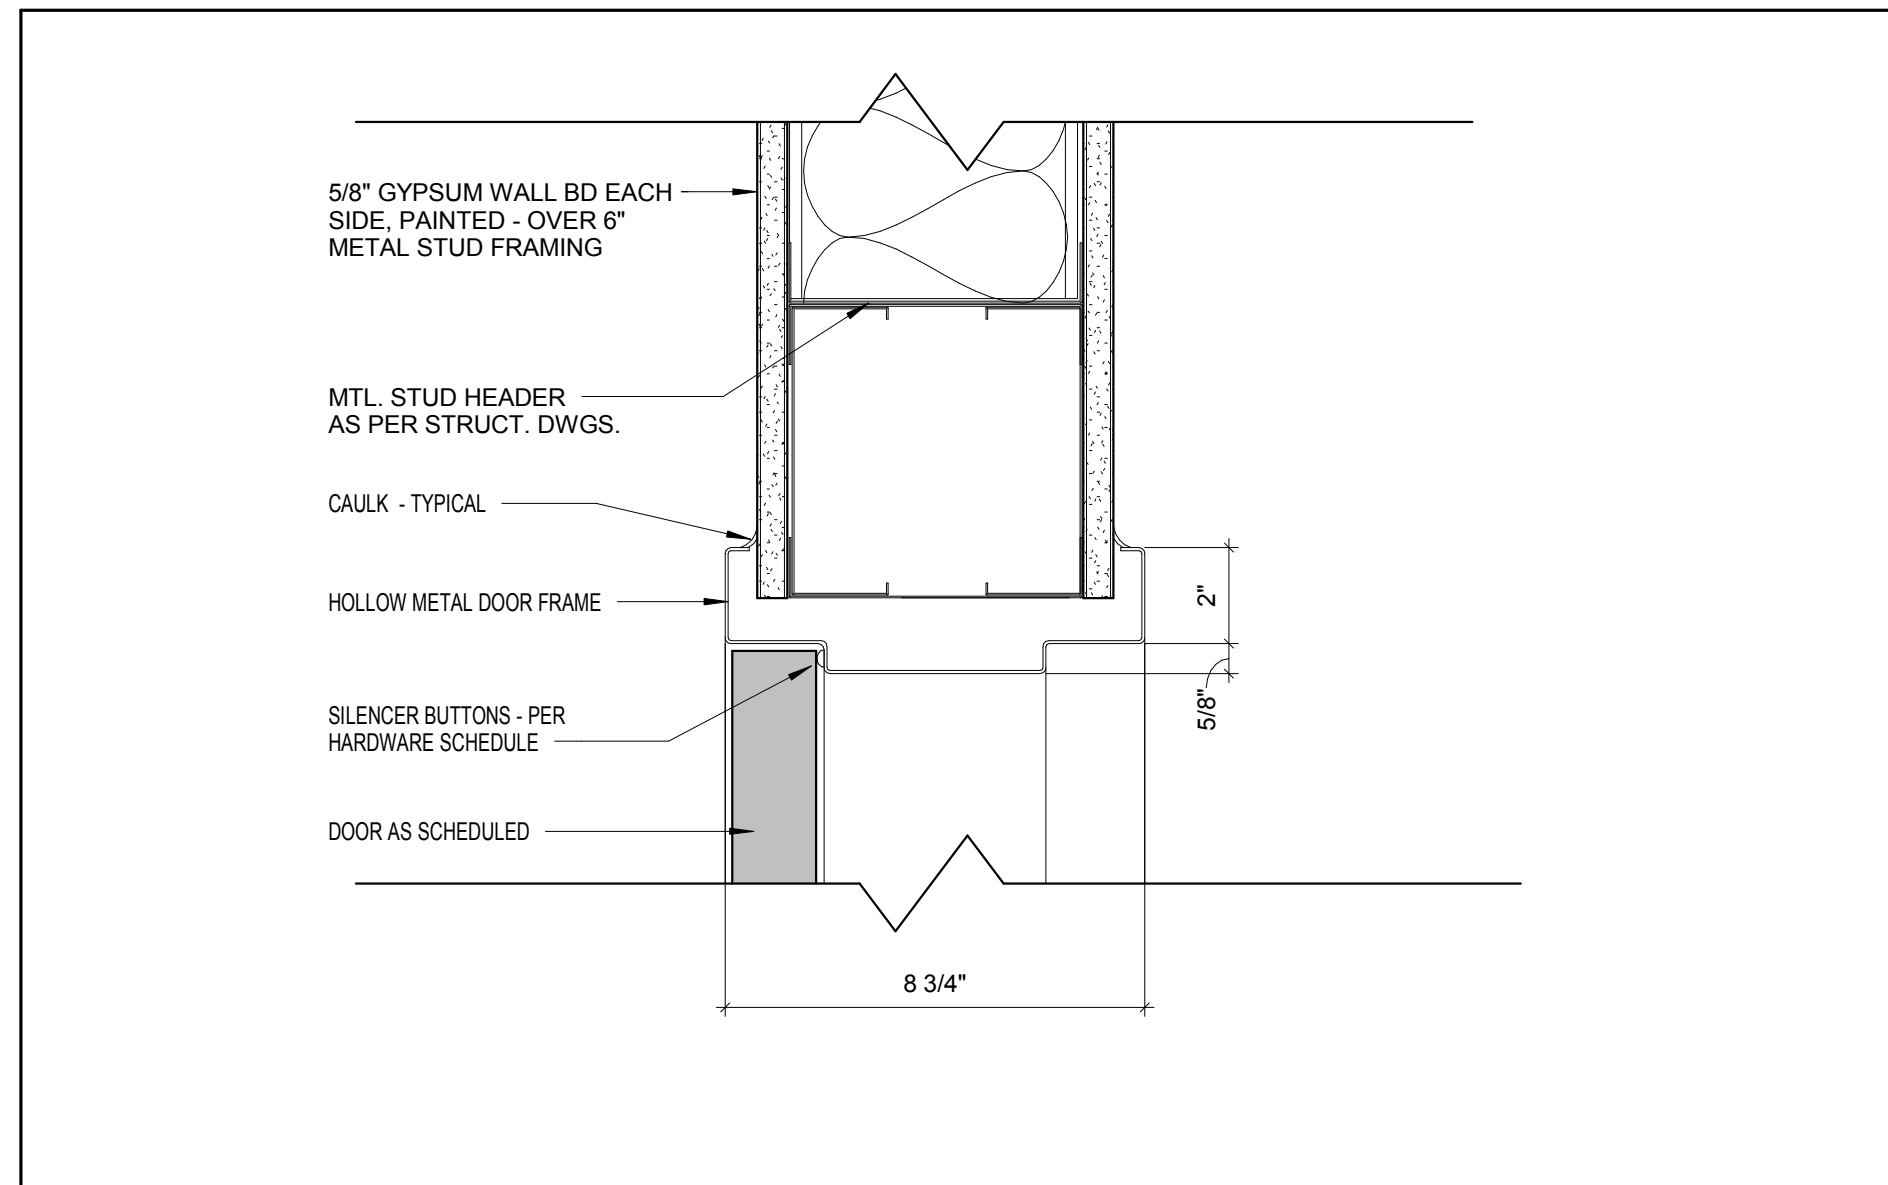 5/8" GYPSUM WALL BD EACH
SIDE, PAINTED - OVER 6"
METAL STUD FRAMING
MTL. STUD HEADER
AS PER STRUCT. DWGS.
CAULK - TYPICAL
HOLLOW METAL DOOR FRAME
2"
5/8"
SILENCER BUTTONS - PER
HARDWARE SCHEDULE
DOOR AS SCHEDULED
8 3/4"